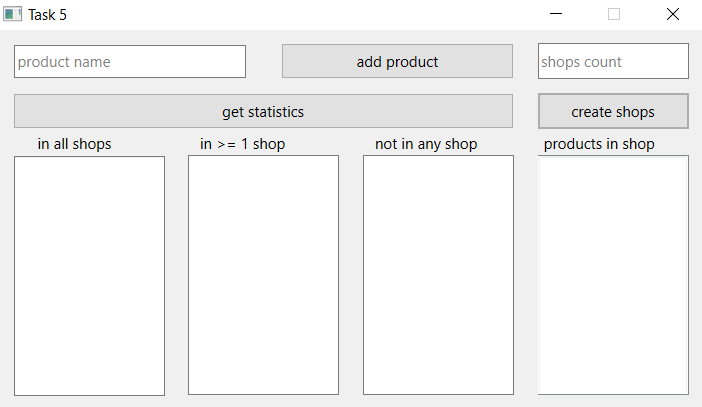 Task 5
product name
add product
shops count
get statistics
create shops
in all shops
in >= 1 shop
not in any shop
products in shop